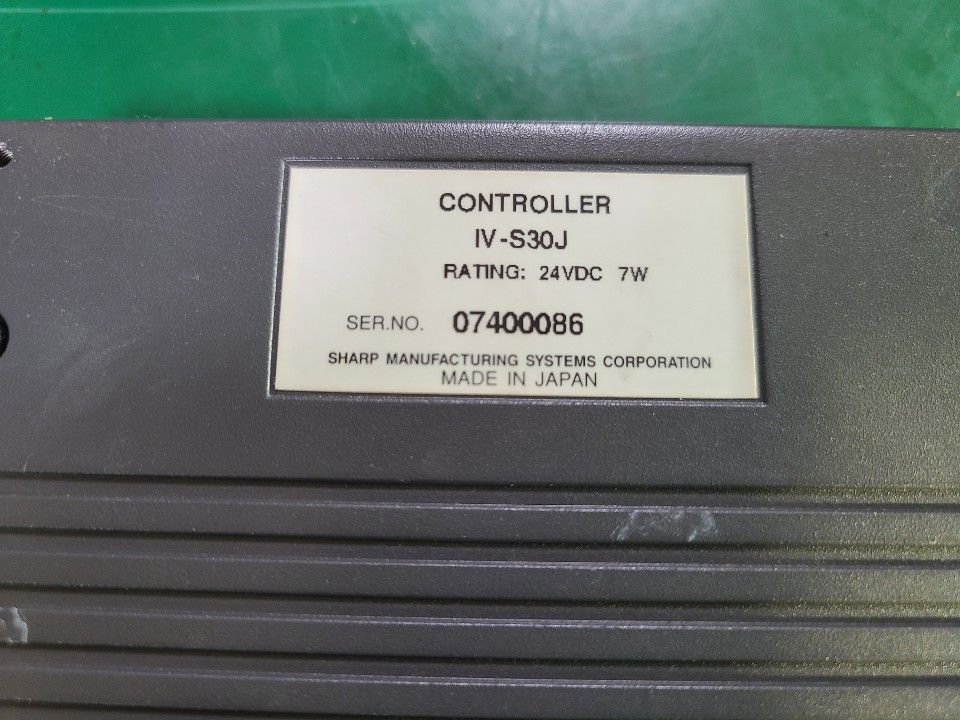 CONTROLLER
IV-S30J
RATING: 24VDC 7W
SER.NO. 07400086
SHARP MANUFACTURING SYSTEMS CORPORATION
MADE IN JAPAN